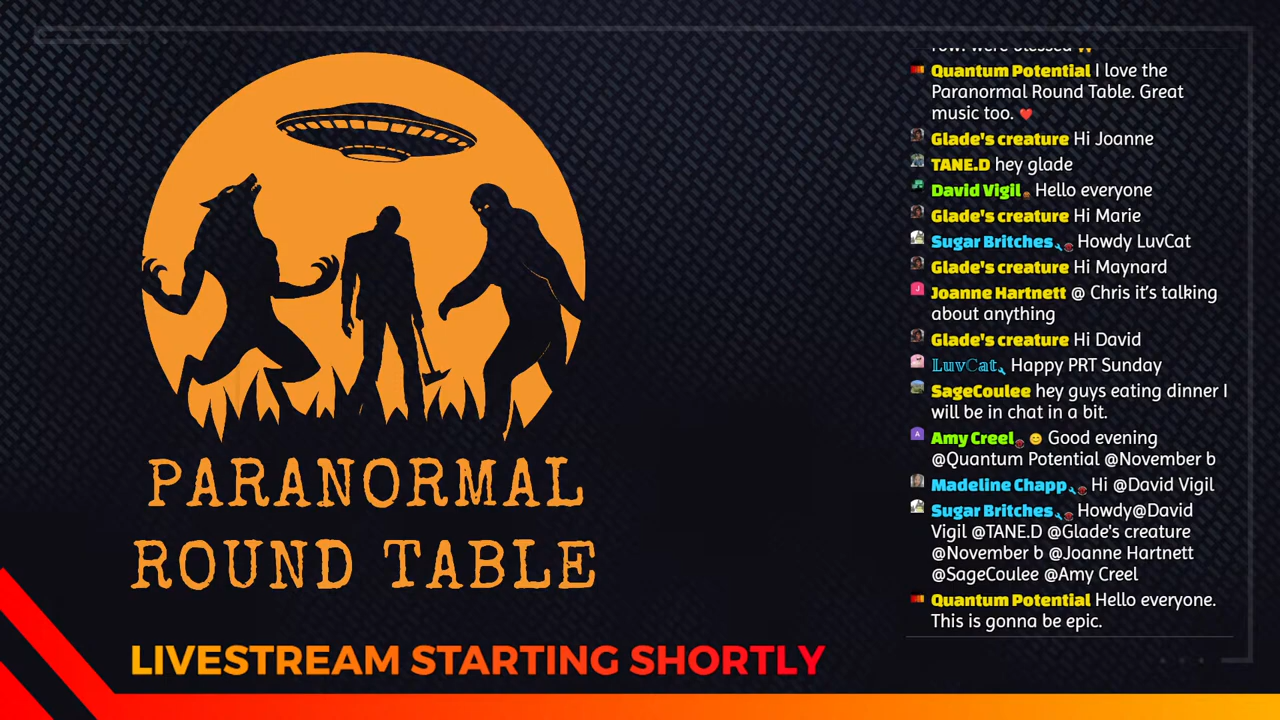 PARANORMAL
ROUND TABLE
LIVESTREAM STARTING SHORTLY
row. were blessed
Quantum Potential I love the
Paranormal Round Table. Great
music too. ❤️
Glade's creature Hi Joanne
TANE.D hey glade
David Vigil Hello everyone
Glade's creature Hi Marie
Sugar Britches Howdy LuvCat
Glade's creature Hi Maynard
Joanne Hartnett @ Chris it's talking
about anything
Glade's creature Hi David
LuvCat Happy PRT Sunday
SageCoulee hey guys eating dinner I
will be in chat in a bit.
A
Amy Creel 😊 Good evening
@Quantum Potential @November b
Madeline Chapp Hi @David Vigil
Sugar Britches Howdy@David
Vigil @TANE.D @Glade's creature
@November b @Joanne Hartnett
@SageCoulee @Amy Creel
Quantum Potential Hello everyone.
This is gonna be epic.